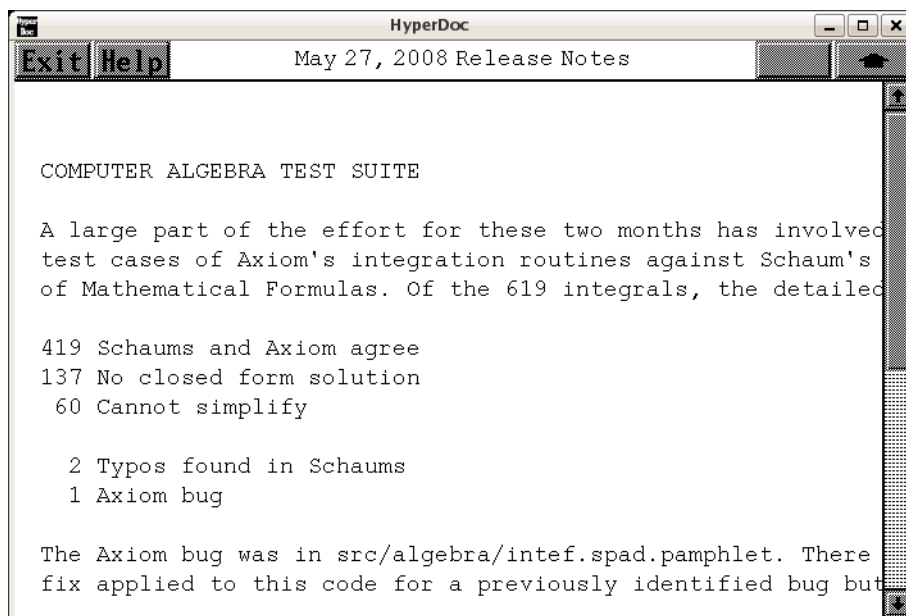 Hyper Doc
HyperDoc
Exit Help May 27, 2008 Release Notes
COMPUTER ALGEBRA TEST SUITE
A large part of the effort for these two months has involved
test cases of Axiom's integration routines against Schaum's
of Mathematical Formulas. Of the 619 integrals, the detailed
419 Schaums and Axiom agree
137 No closed form solution
60 Cannot simplify
2 Typos found in Schaums
1 Axiom bug
The Axiom bug was in src/algebra/intef.spad.pamphlet. There
fix applied to this code for a previously identified bug but